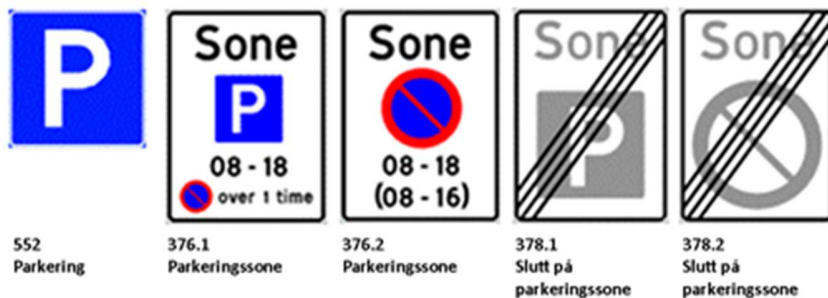 P
Sone
P
08 - 18
over 1 time
Sone
08 - 18
(08 - 16)
Sone
P
Sone
552
Parkering
376.1
Parkeringssone
376.2
Parkeringssone
378.1
Slutt på
parkeringssone
378.2
Slutt på
parkeringssone